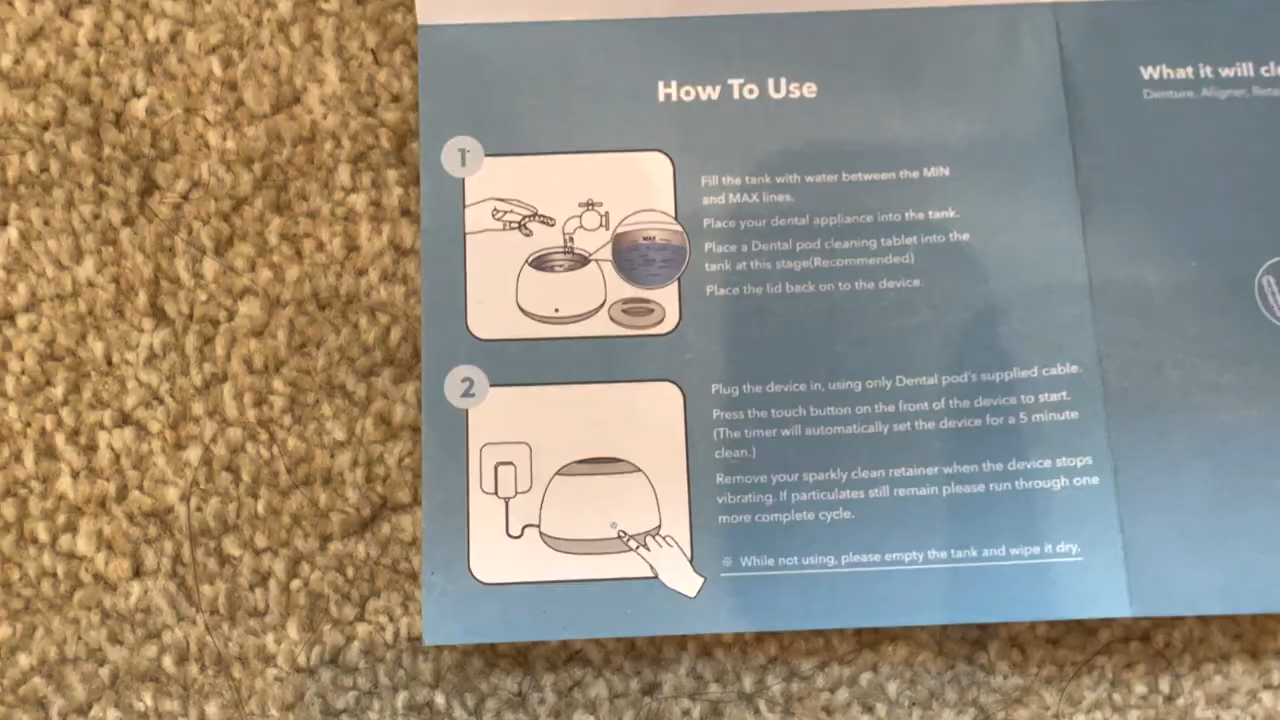 How To Use
What it will
1
Fill the tank with water between the MIN
and MAX lines.
Place your dental appliance into the tank.
Place a Dental pod cleaning tablet into the
tank at this stage(Recommended)
Place the lid back on to the device.
MAX
2
Plug the device in, using only Dental pod's supplied cable.
Press the touch button on the front of the device to start.
(The timer will automatically set the device for a 5 minute
clean.)
Remove your sparkly clean retainer when the device stops
vibrating. If particulates still remain please run through one
more complete cycle.
※ While not using, please empty the tank and wipe it dry.
Denture, Aligner,